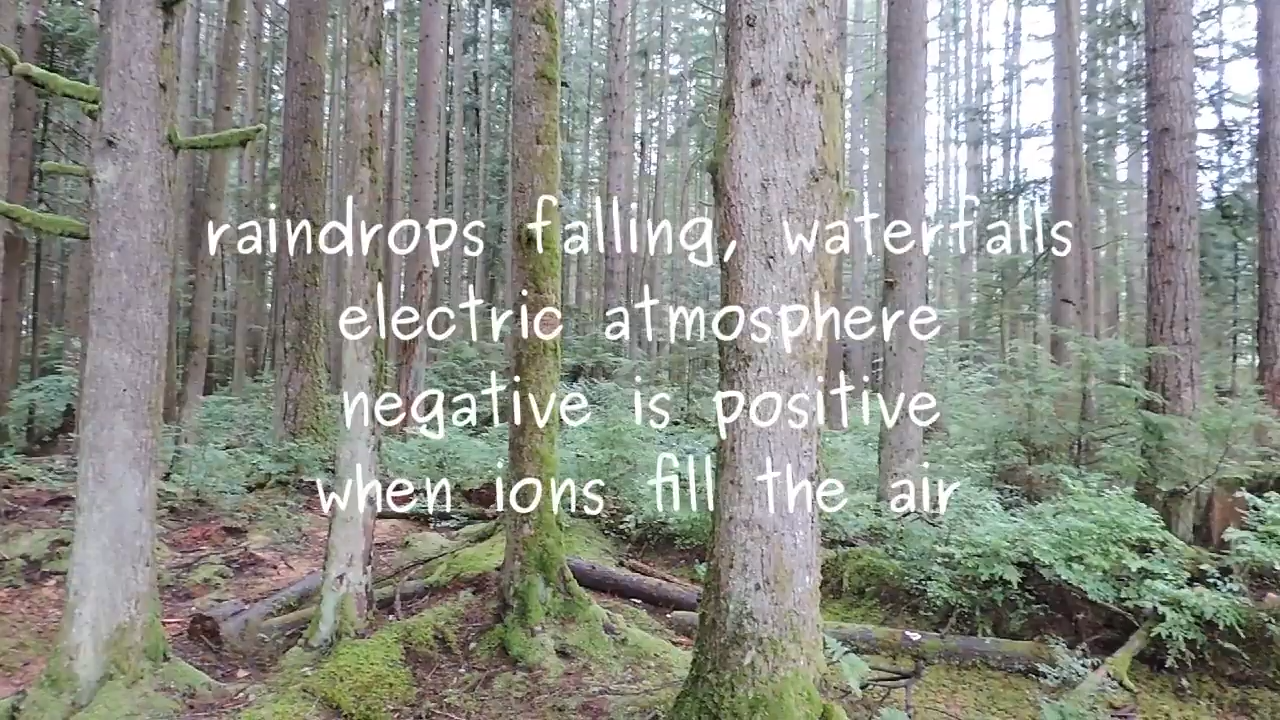 raindrops falling, waterfalls
electric atmosphere
negative is positive
when ions fill the air